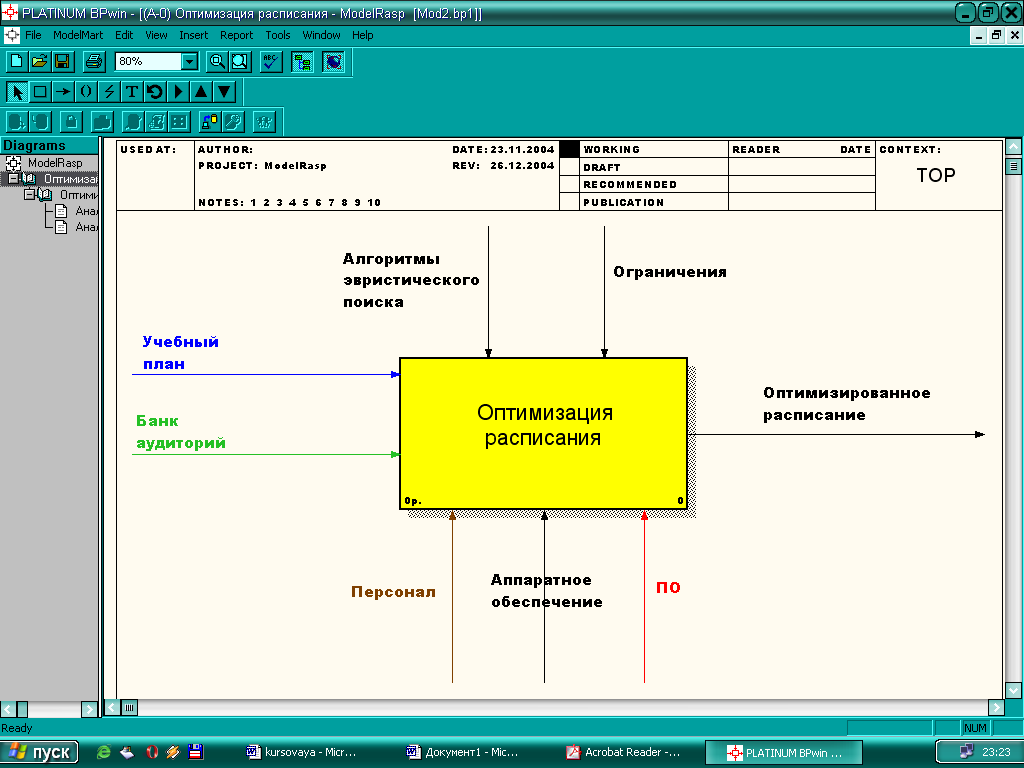 PLATINUM BPwin - [(A-0) Оптимизация расписания - ModelRasp [Mod2.bp1]]
File ModelMart Edit View Insert Report Tools Window Help
80%
ABC
T
Diagrams
ModelRasp
Оптимизац
Оптими
Анал
Анал
USED AT: AUTHOR: DATE: 23.11.2004 WORKING READER DATE CONTEXT:
PROJECT: ModelRasp REV: 26.12.2004 DRAFT
TOP
RECOMMENDED
NOTES: 1 2 3 4 5 6 7 8 9 10 PUBLICATION
Алгоритмы
эвристического
поиска
Ограничения
Учебный
план
Банк
аудиторий
Оптимизация
расписания
0р. 0
Оптимизированное
расписание
Персонал
Аппаратное
обеспечение
ПО
Ready NUM
пуск kursovaya - Micr... Документ1 - Mic... Acrobat Reader -... PLATINUM BPwin ... 23:23